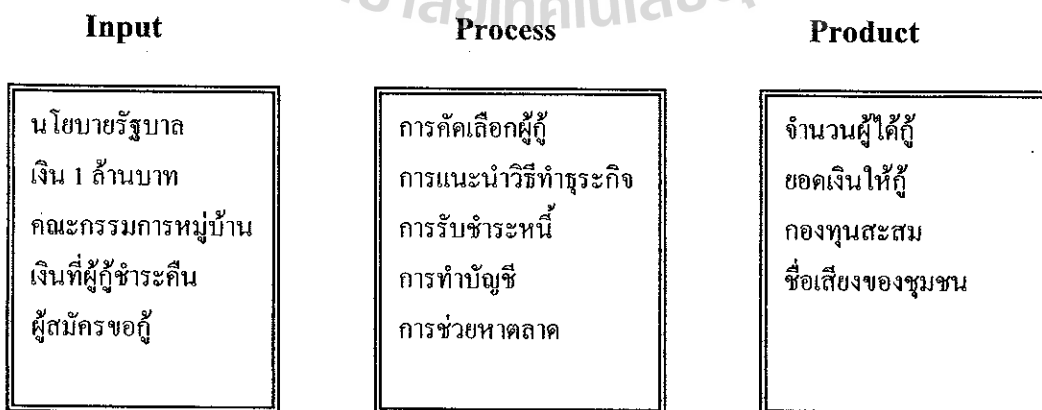 Input
Process
Product
นโยบายรัฐบาล
เงิน 1 ล้านบาท
คณะกรรมการหมู่บ้าน
เงินที่ผู้กู้ชำระคืน
ผู้สมัครขอกู้
การคัดเลือกผู้กู้
การแนะนำวิธีทำธุระกิจ
การรับชำระหนี้
การทำบัญชี
การช่วยหาตลาด
จำนวนผู้ได้กู้
ยอดเงินให้กู้
กองทุนสะสม
ชื่อเสียงของชุมชน